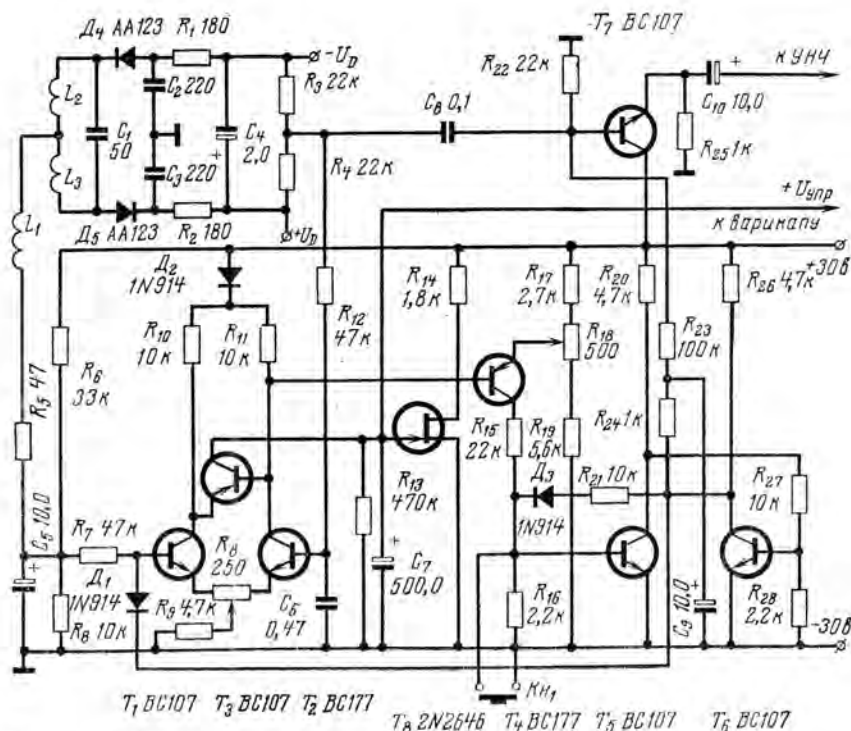 Д4 АА123 R1 180
-Uд
L2
C2 220
R3 22к
C1 50
C4 2,0
+
L3
C3 220
R4 22к
Д5 АА123 R2 180
+Uд
L1
-T7 BC107
R22 22к
+
к УНЧ
C8 0,1
C10 10,0
R25 1к
+ Uупр
к варикапу
+30в
Д2
1N914
R10
10к
R11
10к
R12
47к
R14
1,8к
R17
2,7к
R20
4,7к
R26 4,7к
R18
500
R23
100к
R5 47
R6
33к
R15
22к
R19
5,6к
R24 1к
R13
470к
Д3
R21 10к
1N914
R27
10к
C5 10,0
+
R7 47к
R8
250
+
C7
500,0
Д1
1N914
R9 4,7к
C6
0,47
R16
2,2к
C9 10,0
+
R28
2,2к
R8 10к
-30в
Кн1
T1 BC107 T3 BC107 T2 BC177
T8 2N2646 T4 BC177 T5 BC107 T6 BC107